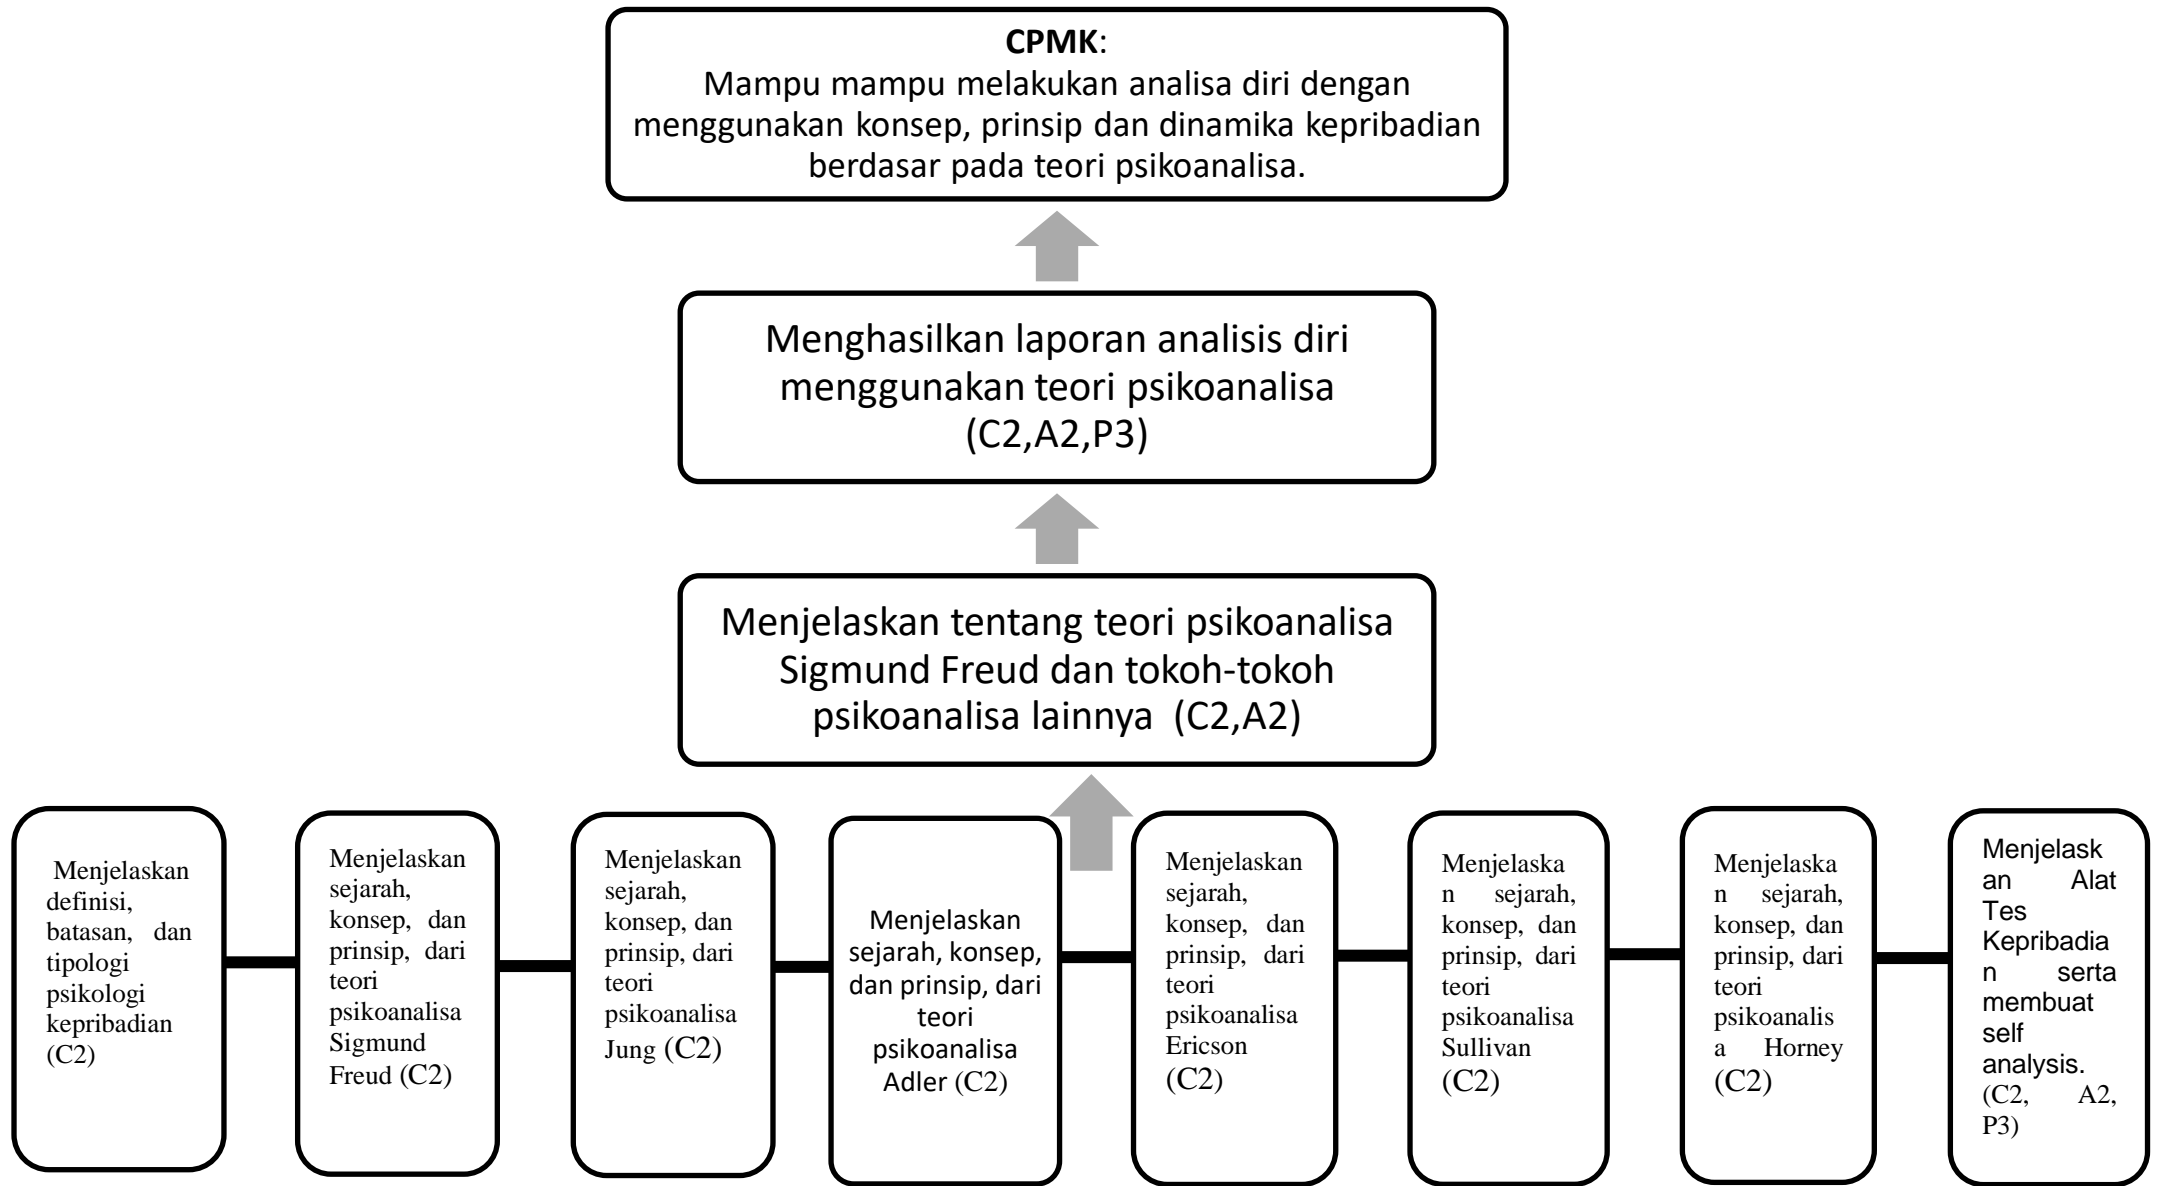 CPMK:
Mampu mampu melakukan analisa diri dengan
menggunakan konsep, prinsip dan dinamika kepribadian
berdasar pada teori psikoanalisa.
Menghasilkan laporan analisis diri
menggunakan teori psikoanalisa
(C2,A2,P3)
Menjelaskan tentang teori psikoanalisa
Sigmund Freud dan tokoh-tokoh
psikoanalisa lainnya (C2,A2)
Menjelaskan
definisi,
batasan, dan
tipologi
psikologi
kepribadian
(C2)
Menjelaskan
sejarah,
konsep, dan
prinsip, dari
teori
psikoanalisa
Sigmund
Freud (C2)
Menjelaskan
sejarah,
konsep, dan
prinsip, dari
teori
psikoanalisa
Jung (C2)
Menjelaskan
sejarah, konsep,
dan prinsip, dari
teori
psikoanalisa
Adler (C2)
Menjelaskan
sejarah,
konsep, dan
prinsip, dari
teori
psikoanalisa
Ericson
(C2)
Menjelaska
n sejarah,
konsep, dan
prinsip, dari
teori
psikoanalisa
Sullivan
(C2)
Menjelaska
n sejarah,
konsep, dan
prinsip, dari
teori
psikoanalis
a Horney
(C2)
Menjelask
an Alat
Tes
Kepribadia
n serta
membuat
self
analysis.
(C2, A2,
P3)